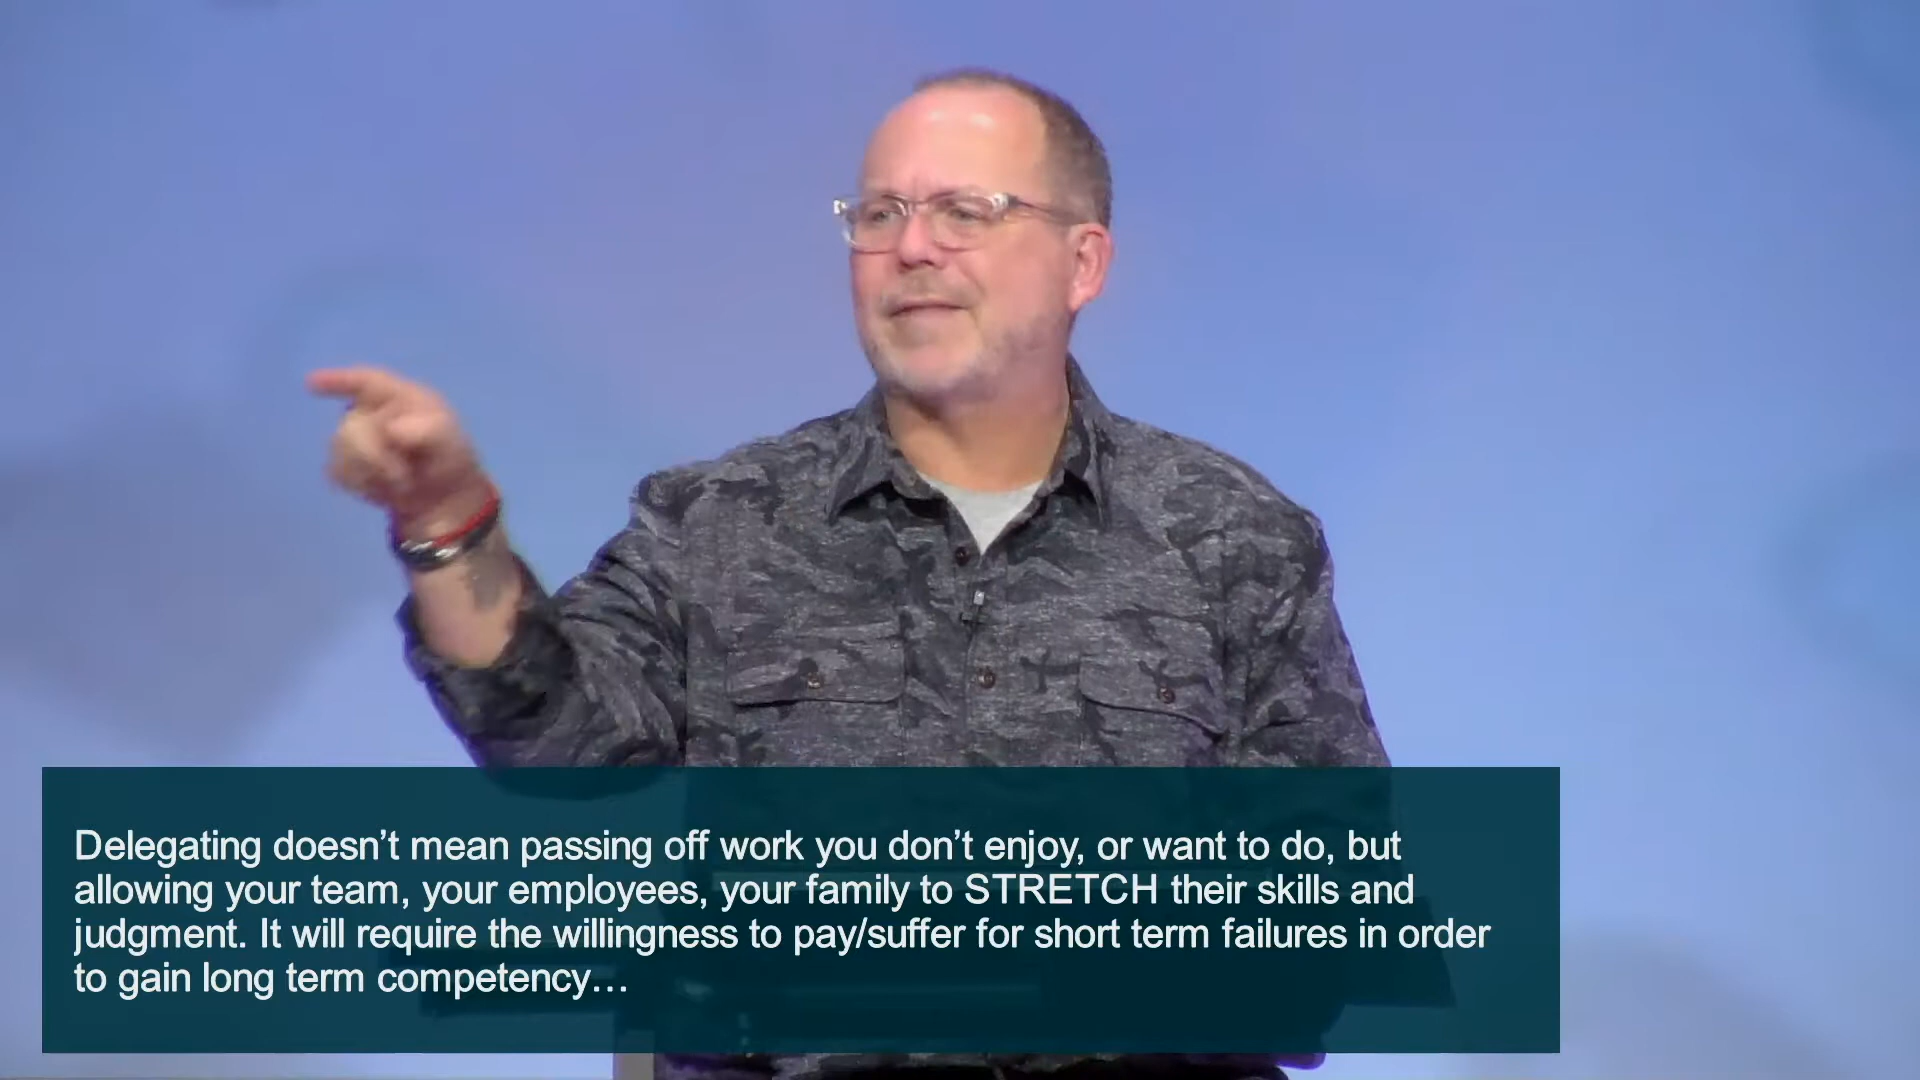 Delegating doesn’t mean passing off work you don’t enjoy, or want to do, but
allowing your team, your employees, your family to STRETCH their skills and
judgment. It will require the willingness to pay/suffer for short term failures in order
to gain long term competency…